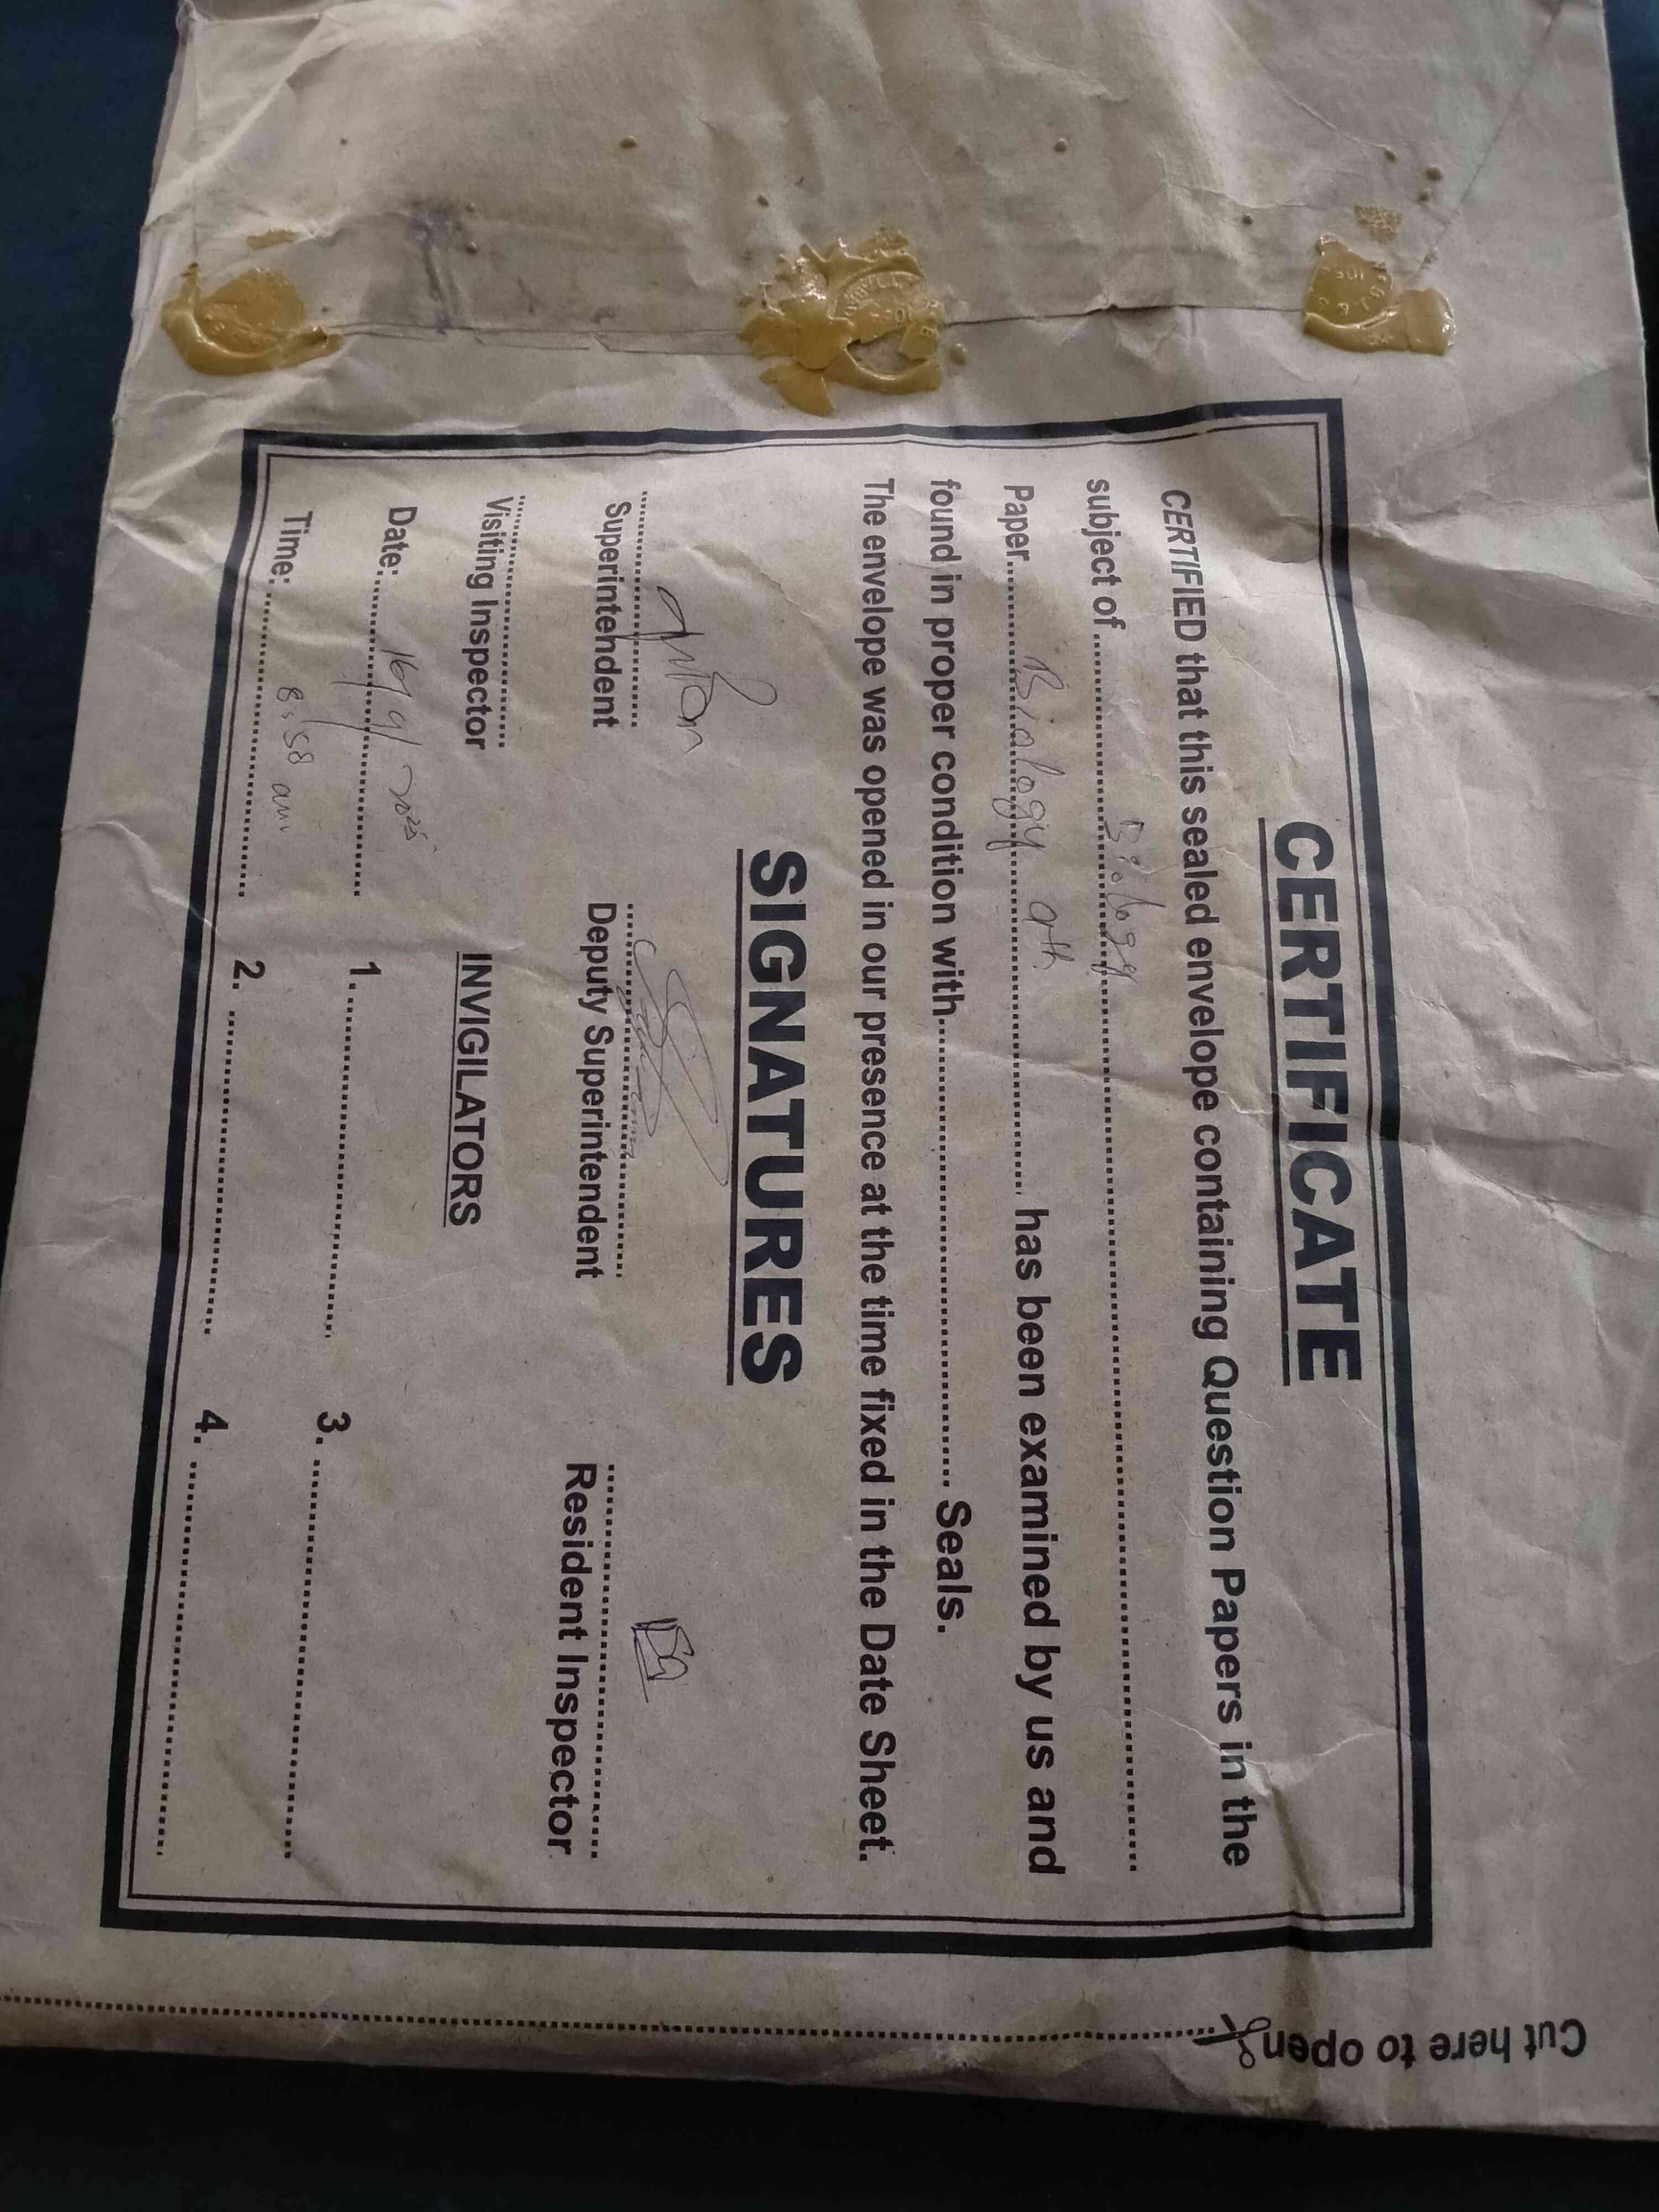 CERTIFICATE
CERTIFIED that this sealed envelope containing Question Papers in the
subject of ........ Biology ........
Paper ........ Biology 9th ........ has been examined by us and
found in proper condition with ........ Seals.
The envelope was opened in our presence at the time fixed in the Date Sheet.
SIGNATURES
Superintendent Deputy Superintendent Resident Inspector
Visiting Inspector INVIGILATORS
Date: ........ 16/9/2025 1. ........ 3. ........
Time: ........ 8:58 am 2. ........ 4. ........
Cut here to open